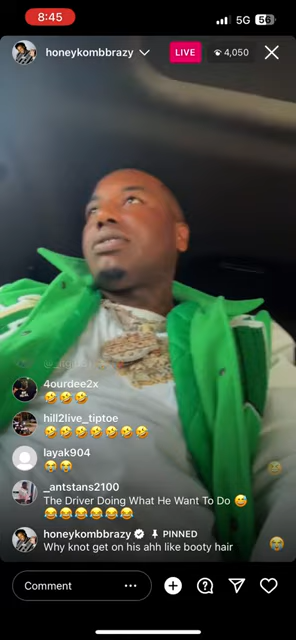 8:45
5G 56
honeykombbrazy
LIVE
4,050
4ourdee2x
🤣🤣🤣
hill2live_tiptoe
🤣🤣🤣🤣🤣🤣🤣
layak904
😭😭
_antstans2100
The Driver Doing What He Want To Do 😅
😂😂😂😂😂😂
honeykombbrazy PINNED
Why knot get on his ahh like booty hair
Comment